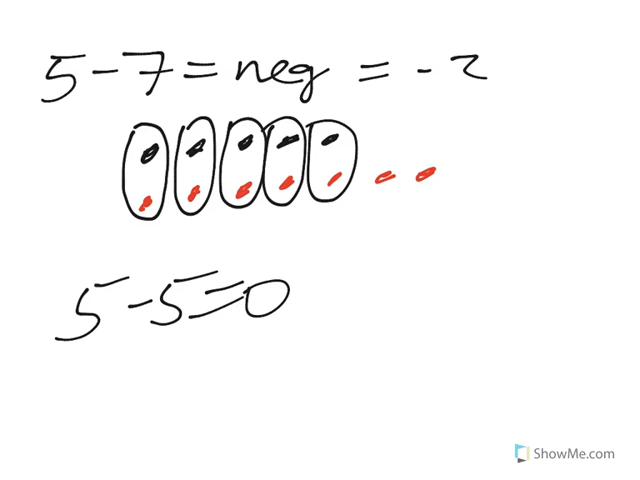 5 - 7 = neg = - 2
5 - 5 = 0
ShowMe.com